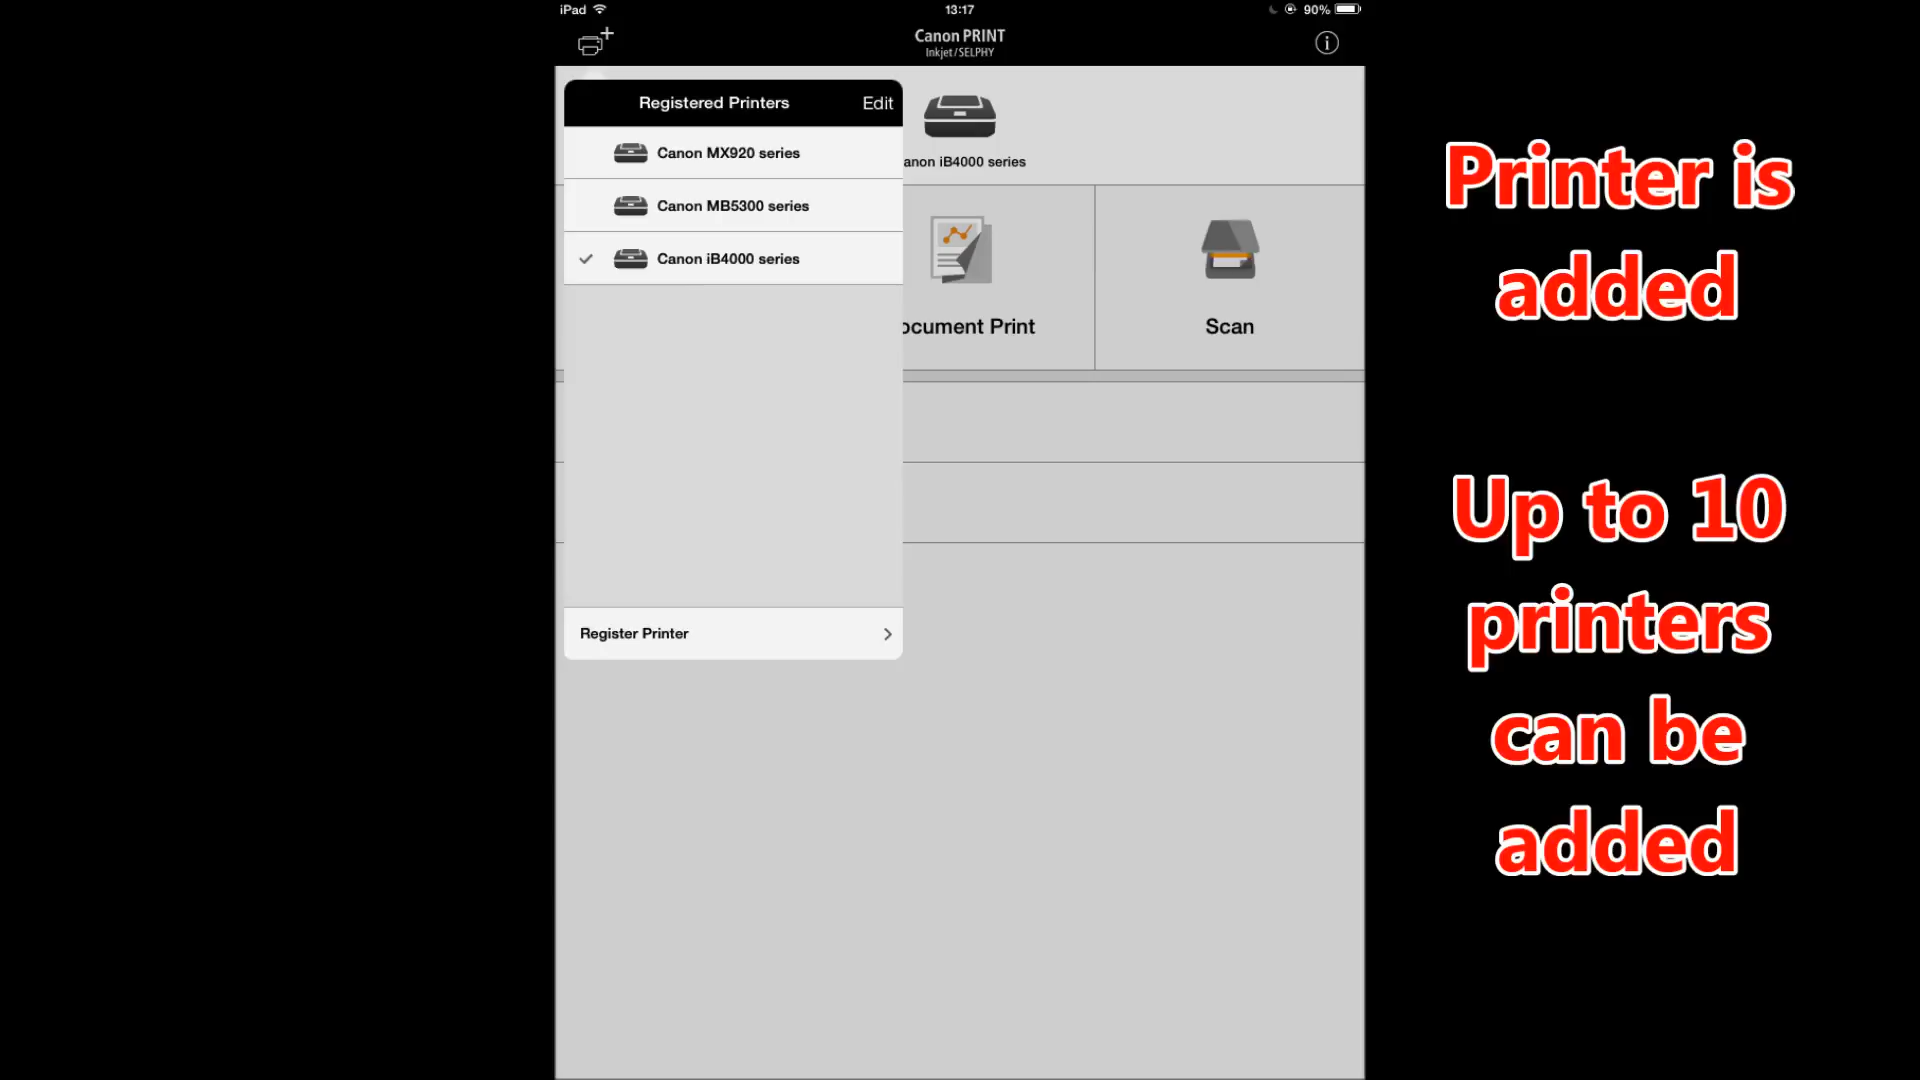 iPad
13:17
90%
Canon PRINT
Inkjet/SELPHY
Registered Printers
Edit
Canon MX920 series
Canon MB5300 series
Canon iB4000 series
Register Printer
anon iB4000 series
ocument Print
Scan
Printer is
added
Up to 10
printers
can be
added